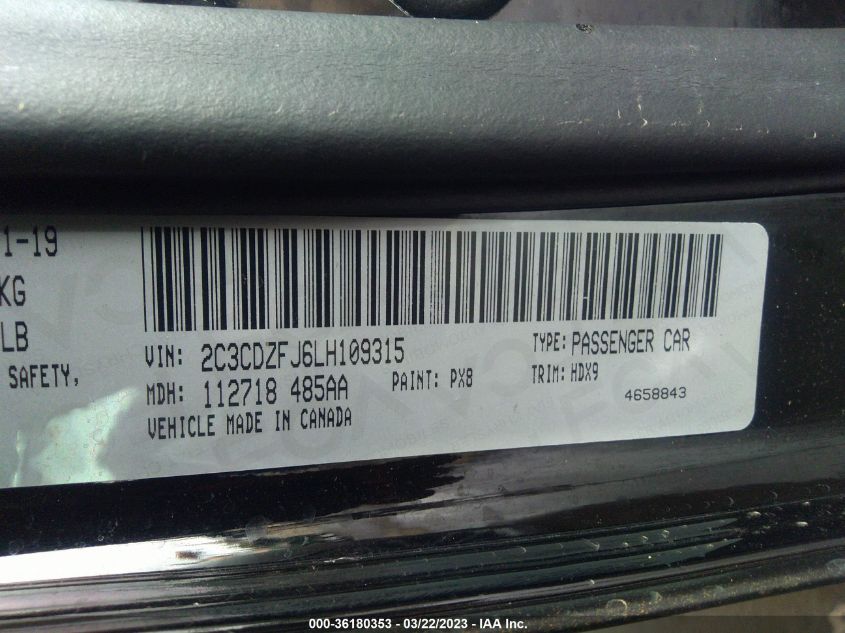 1-19
KG
LB
SAFETY,
VIN: 2C3CDZFJ6LH109315 TYPE: PASSENGER CAR
MDH: 112718 485AA PAINT: PX8 TRIM: HDX9
4658843
VEHICLE MADE IN CANADA
000-36180353 - 03/22/2023 - IAA Inc.